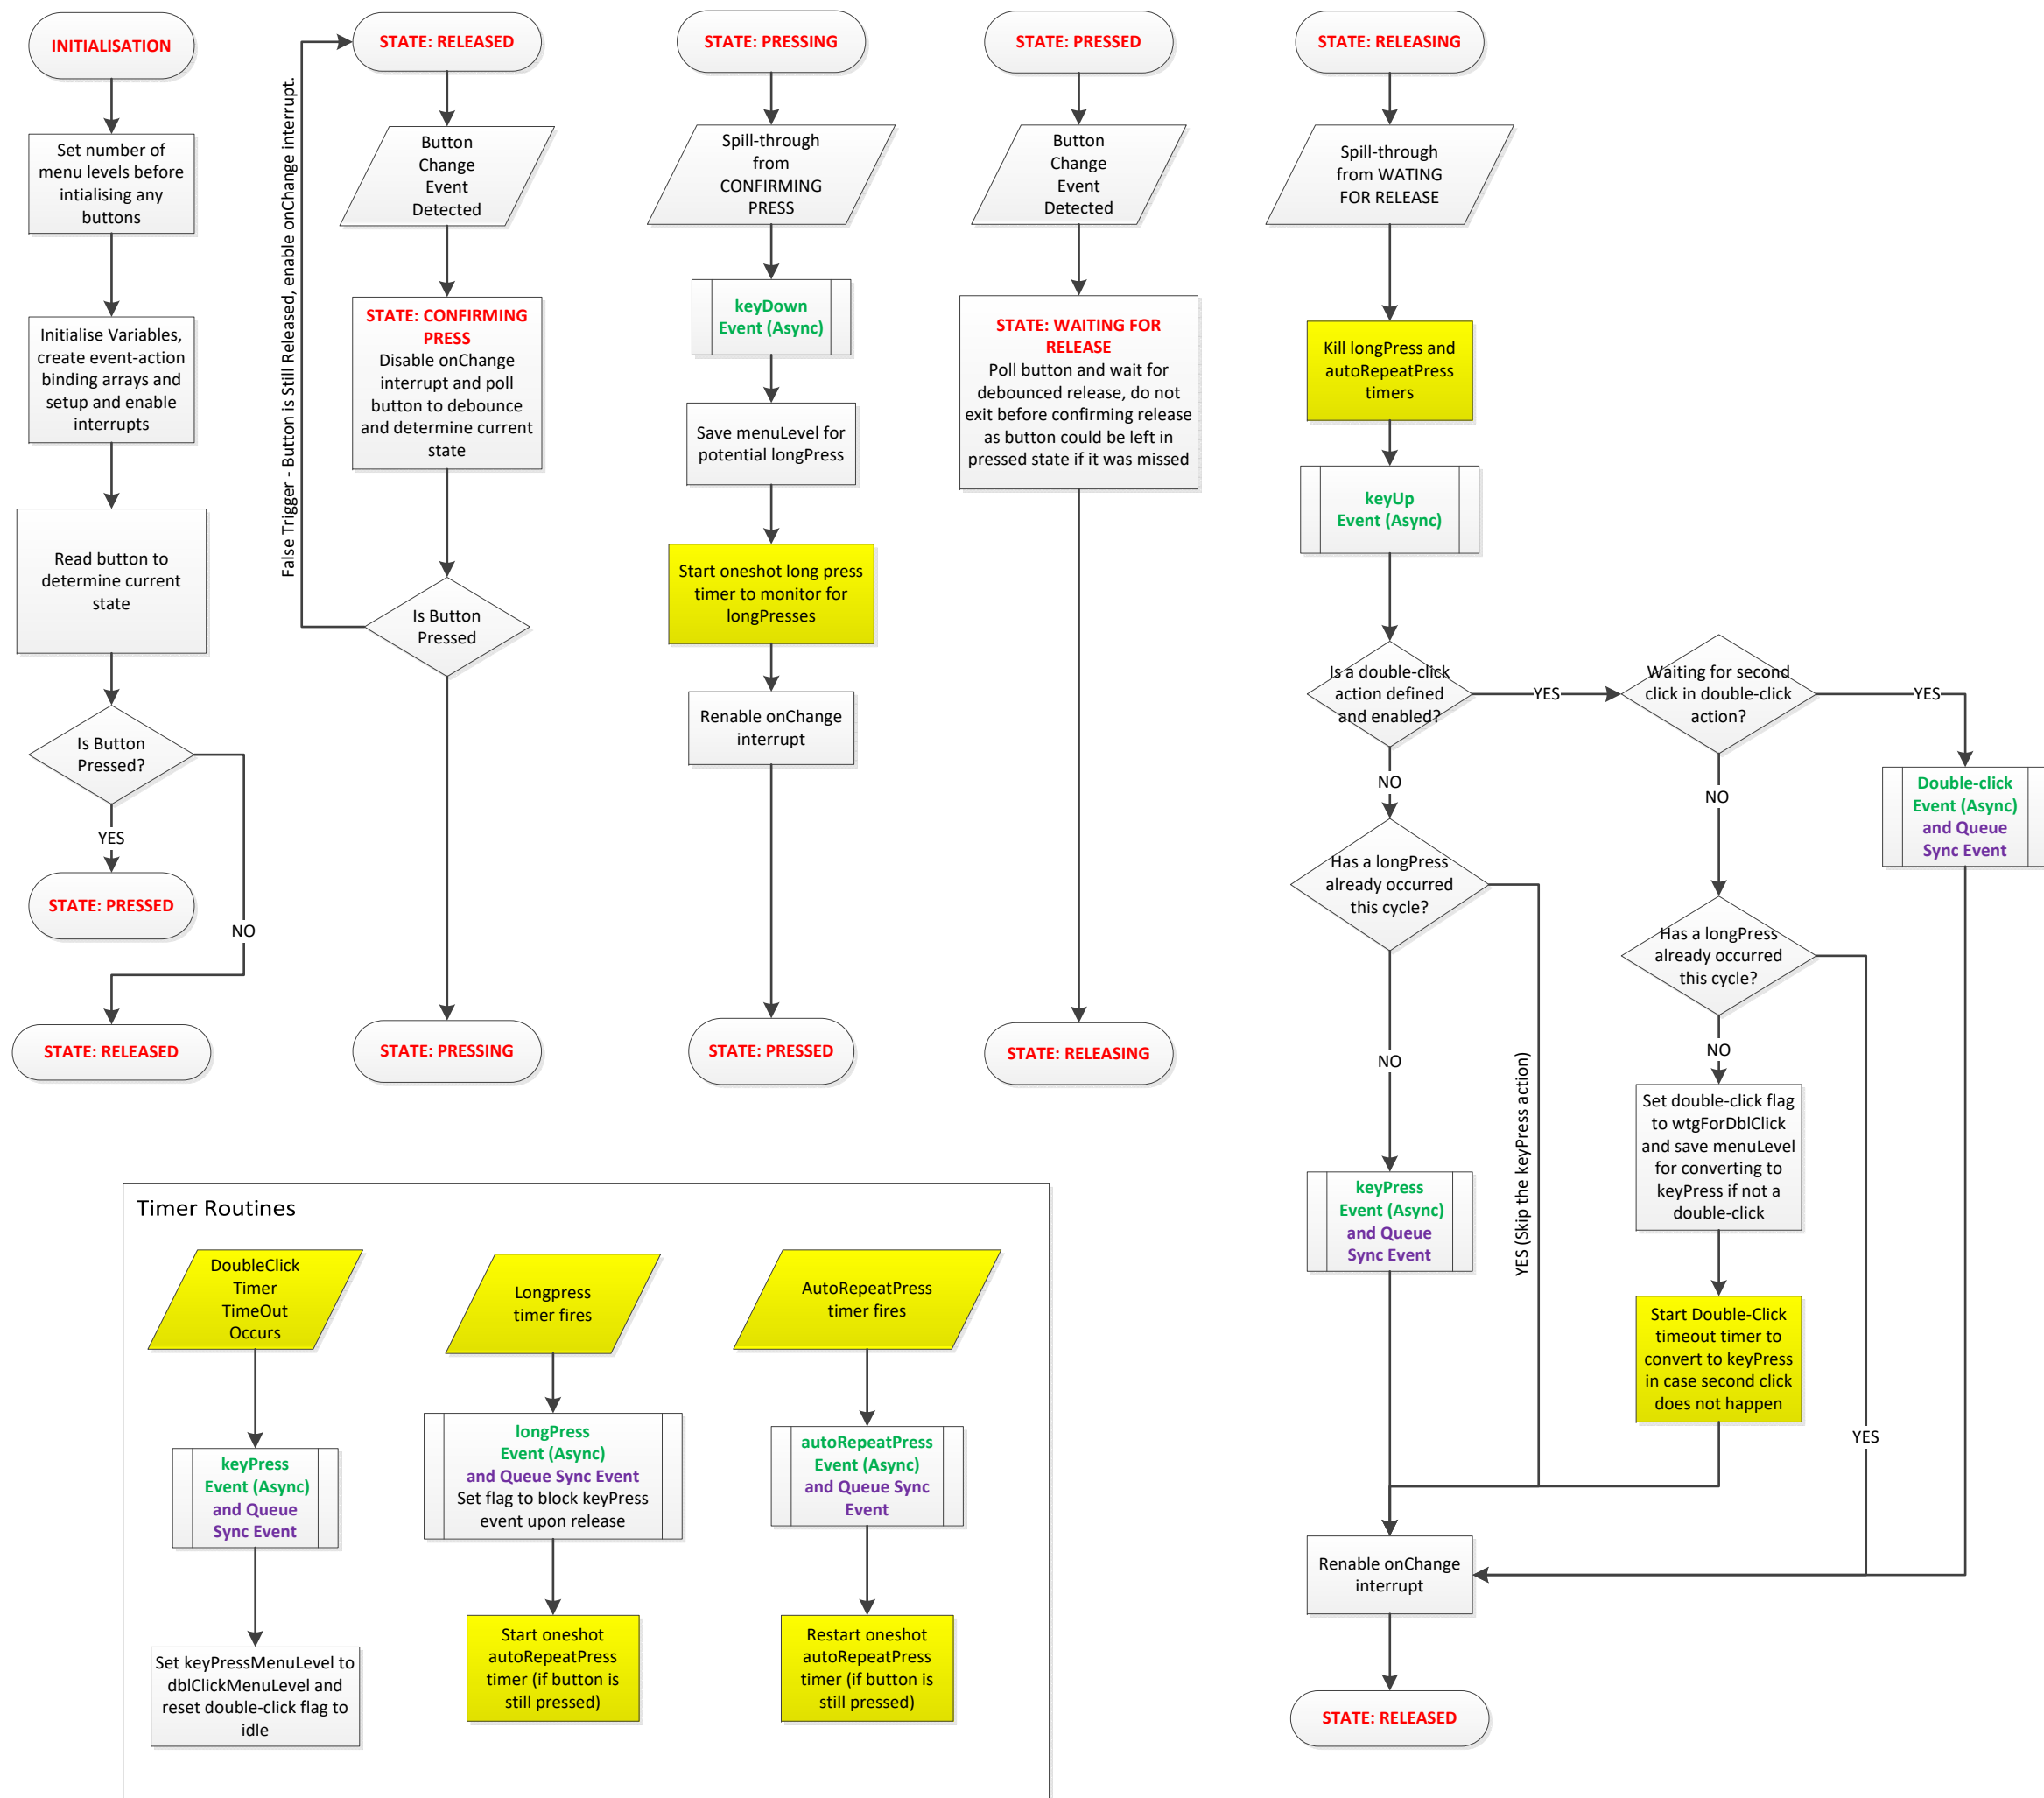 INITIALISATION
Set number of
menu levels before
intialising any
buttons
Initialise Variables,
create event-action
binding arrays and
setup and enable
interrupts
Read button to
determine current
state
Is Button
Pressed?
YES
STATE: PRESSED
NO
STATE: RELEASED
False Trigger - Button is Still Released, enable onChange interrupt.
STATE: RELEASED
Button
Change
Event
Detected
STATE: CONFIRMING
PRESS
Disable onChange
interrupt and poll
button to debounce
and determine current
state
Is Button
Pressed
STATE: PRESSING
STATE: PRESSING
Spill-through
from
CONFIRMING
PRESS
keyDown
Event (Async)
Save menuLevel for
potential longPress
Start oneshot long press
timer to monitor for
longPresses
Renable onChange
interrupt
STATE: PRESSED
STATE: PRESSED
Button
Change
Event
Detected
STATE: WAITING FOR
RELEASE
Poll button and wait for
debounced release, do not
exit before confirming release
as button could be left in
pressed state if it was missed
STATE: RELEASING
STATE: RELEASING
Spill-through
from WATING
FOR RELEASE
Kill longPress and
autoRepeatPress
timers
keyUp
Event (Async)
Is a double-click
action defined
and enabled?
YES
Waiting for second
click in double-click
action?
YES
Double-click
Event (Async)
and Queue
Sync Event
NO
Has a longPress
already occurred
this cycle?
NO
Has a longPress
already occurred
this cycle?
NO
Set double-click flag
to wtgForDblClick
and save menuLevel
for converting to
keyPress if not a
double-click
Start Double-Click
timeout timer to
convert to keyPress
in case second click
does not happen
YES
NO
YES (Skip the keyPress action)
keyPress
Event (Async)
and Queue
Sync Event
Renable onChange
interrupt
STATE: RELEASED
Timer Routines
DoubleClick
Timer
TimeOut
Occurs
keyPress
Event (Async)
and Queue
Sync Event
Set keyPressMenuLevel to
dblClickMenuLevel and
reset double-click flag to
idle
Longpress
timer fires
longPress
Event (Async)
and Queue Sync Event
Set flag to block keyPress
event upon release
Start oneshot
autoRepeatPress
timer (if button is
still pressed)
AutoRepeatPress
timer fires
autoRepeatPress
Event (Async)
and Queue Sync
Event
Restart oneshot
autoRepeatPress
timer (if button is
still pressed)